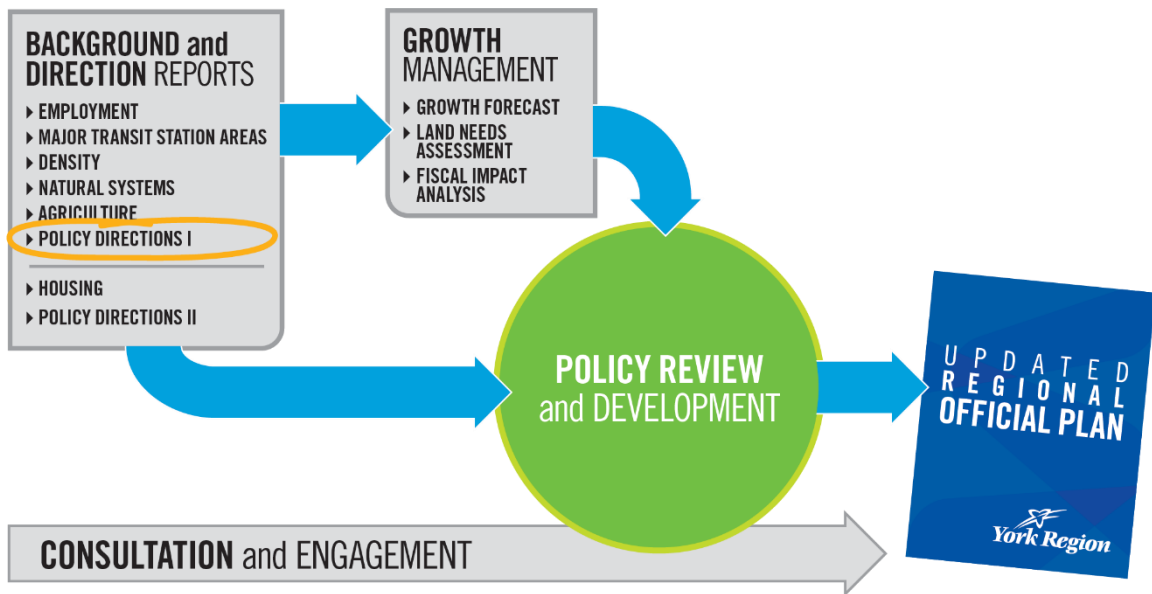 BACKGROUND and
DIRECTION REPORTS
EMPLOYMENT
MAJOR TRANSIT STATION AREAS
DENSITY
NATURAL SYSTEMS
AGRICULTURE
POLICY DIRECTIONS I
HOUSING
POLICY DIRECTIONS II
GROWTH
MANAGEMENT
GROWTH FORECAST
LAND NEEDS
ASSESSMENT
FISCAL IMPACT
ANALYSIS
POLICY REVIEW
and DEVELOPMENT
UPDATED
REGIONAL
OFFICIAL PLAN
York Region
CONSULTATION and ENGAGEMENT